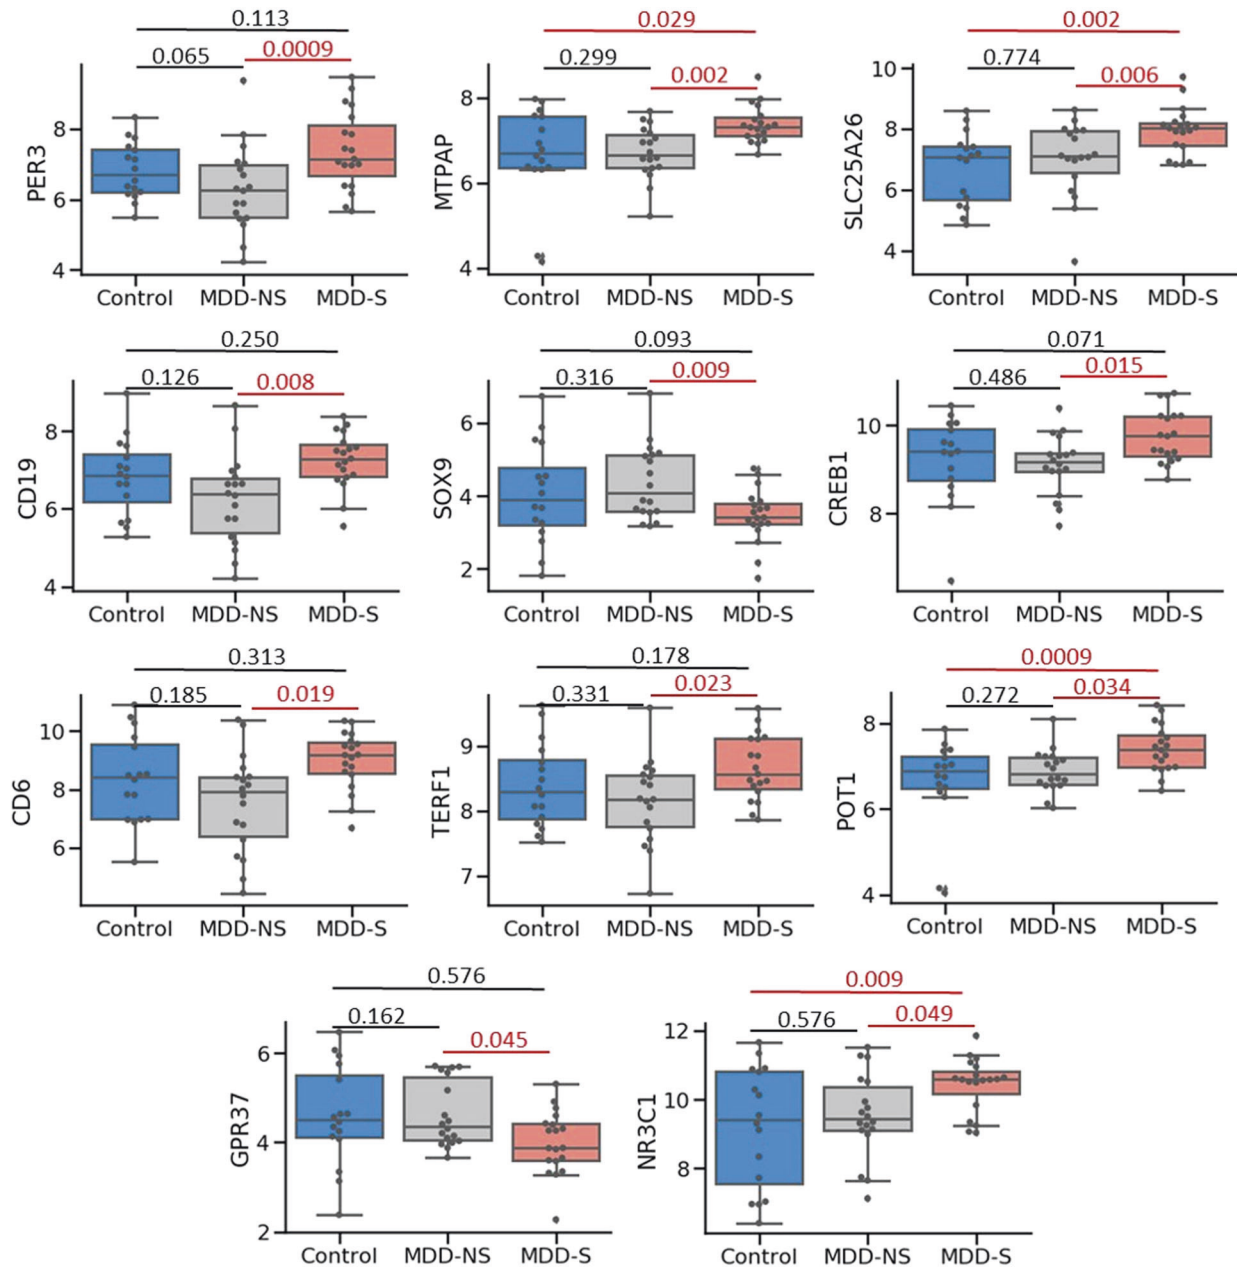 0.113 0.029 0.002
0.065 0.0009 0.299 0.002 0.774 0.006
PER3
8
6
4
Control MDD-NS MDD-S
MTPAP
8
6
4
Control MDD-NS MDD-S
SLC25A26
10
8
6
4
Control MDD-NS MDD-S
0.250 0.093 0.071
0.126 0.008 0.316 0.009 0.486 0.015
CD19
8
6
4
Control MDD-NS MDD-S
SOX9
6
4
2
Control MDD-NS MDD-S
CREB1
10
8
Control MDD-NS MDD-S
0.313 0.178 0.0009
0.185 0.019 0.331 0.023 0.272 0.034
CD6
10
8
6
Control MDD-NS MDD-S
TERF1
9
8
7
Control MDD-NS MDD-S
POT1
8
6
4
Control MDD-NS MDD-S
0.576 0.009
0.162 0.045 0.576 0.049
GPR37
6
4
2
Control MDD-NS MDD-S
NR3C1
12
10
8
Control MDD-NS MDD-S